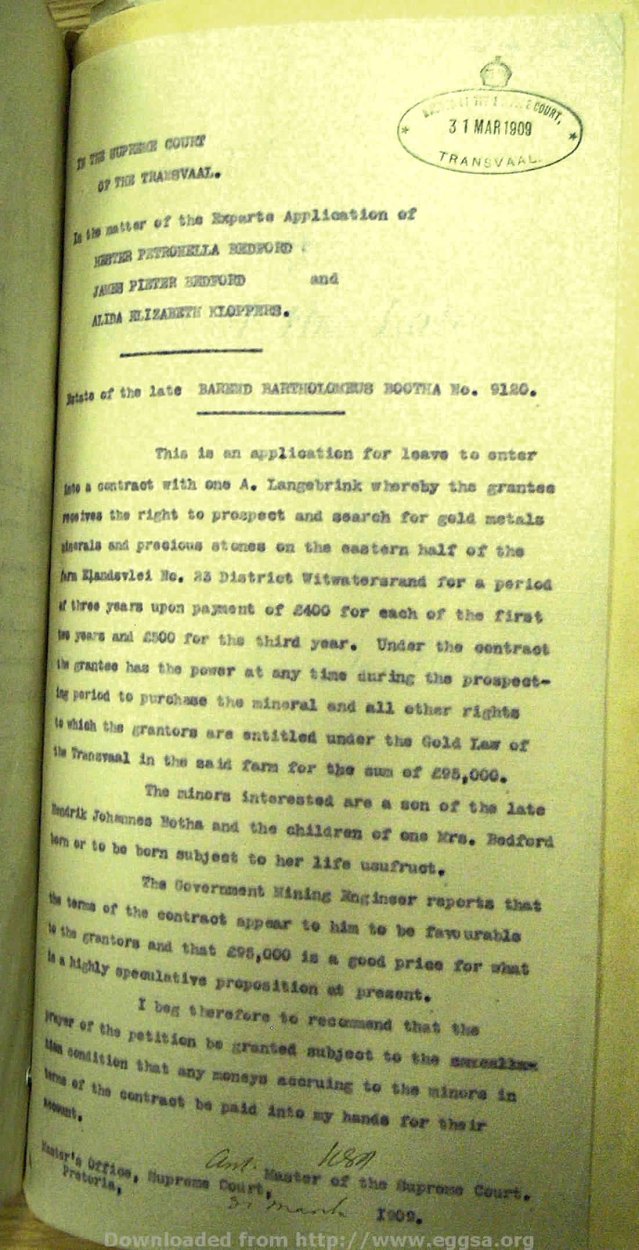 COURT,
31 MAR 1909
TRANSVAAL.
IN THE SUPREME COURT
OF THE TRANSVAAL.
In the matter of the Exparte Application of
HESTER PETRONELLA BEDFORD
JAMES PIETER BEDFORD and
ALIDA ELIZABETH KLOPPERS.
Estate of the late BAREND BARTHOLOMEUS BOOTHA No. 9120.
This is an application for leave to enter
into a contract with one A. Langebrink whereby the grantee
receives the right to prospect and search for gold metals
minerals and precious stones on the eastern half of the
farm Elandsvlei No. 23 District Witwatersrand for a period
of three years upon payment of £400 for each of the first
two years and £500 for the third year. Under the contract
the grantee has the power at any time during the prospect-
ing period to purchase the mineral and all other rights
to which the grantors are entitled under the Gold Law of
the Transvaal in the said farm for the sum of £95,000.
The minors interested are a son of the late
Hendrik Johannes Botha and the children of one Mrs. Bedford
born or to be born subject to her life usufruct.
The Government Mining Engineer reports that
the terms of the contract appear to him to be favourable
to the grantors and that £95,000 is a good price for what
is a highly speculative proposition at present.
I beg therefore to recommend that the
prayer of the petition be granted subject to the
condition that any moneys accruing to the minors in
terms of the contract be paid into my hands for their
account.
Asst. Master of the Supreme Court.
Master's Office, Supreme Court,
Pretoria, 31 March 1909.
Downloaded from http://www.eggsa.org